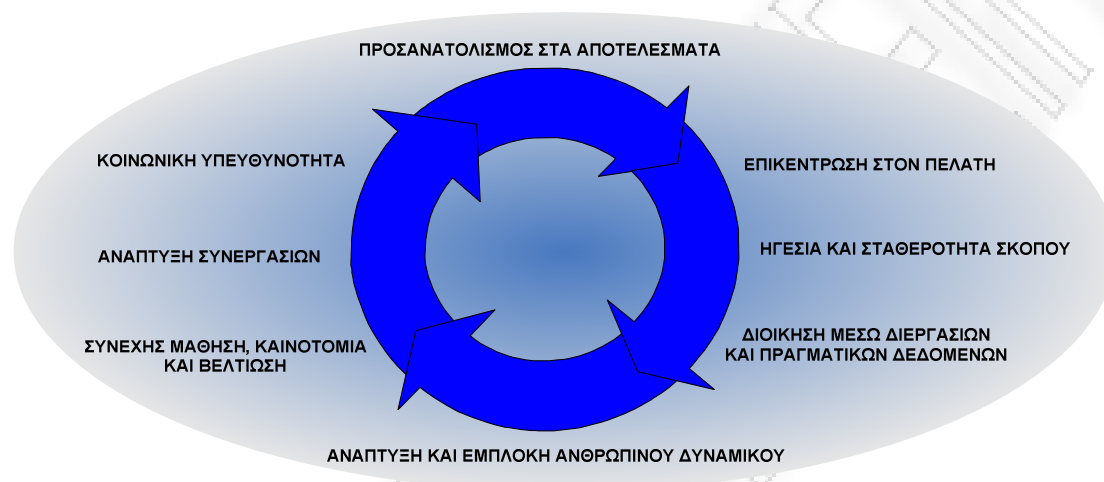 ΠΡΟΣΑΝΑΤΟΛΙΣΜΟΣ ΣΤΑ ΑΠΟΤΕΛΕΣΜΑΤΑ
ΕΠΙΚΕΝΤΡΩΣΗ ΣΤΟΝ ΠΕΛΑΤΗ
ΗΓΕΣΙΑ ΚΑΙ ΣΤΑΘΕΡΟΤΗΤΑ ΣΚΟΠΟΥ
ΔΙΟΙΚΗΣΗ ΜΕΣΩ ΔΙΕΡΓΑΣΙΩΝ
ΚΑΙ ΠΡΑΓΜΑΤΙΚΩΝ ΔΕΔΟΜΕΝΩΝ
ΑΝΑΠΤΥΞΗ ΚΑΙ ΕΜΠΛΟΚΗ ΑΝΘΡΩΠΙΝΟΥ ΔΥΝΑΜΙΚΟΥ
ΣΥΝΕΧΗΣ ΜΑΘΗΣΗ, ΚΑΙΝΟΤΟΜΙΑ
ΚΑΙ ΒΕΛΤΙΩΣΗ
ΑΝΑΠΤΥΞΗ ΣΥΝΕΡΓΑΣΙΩΝ
ΚΟΙΝΩΝΙΚΗ ΥΠΕΥΘΥΝΟΤΗΤΑ